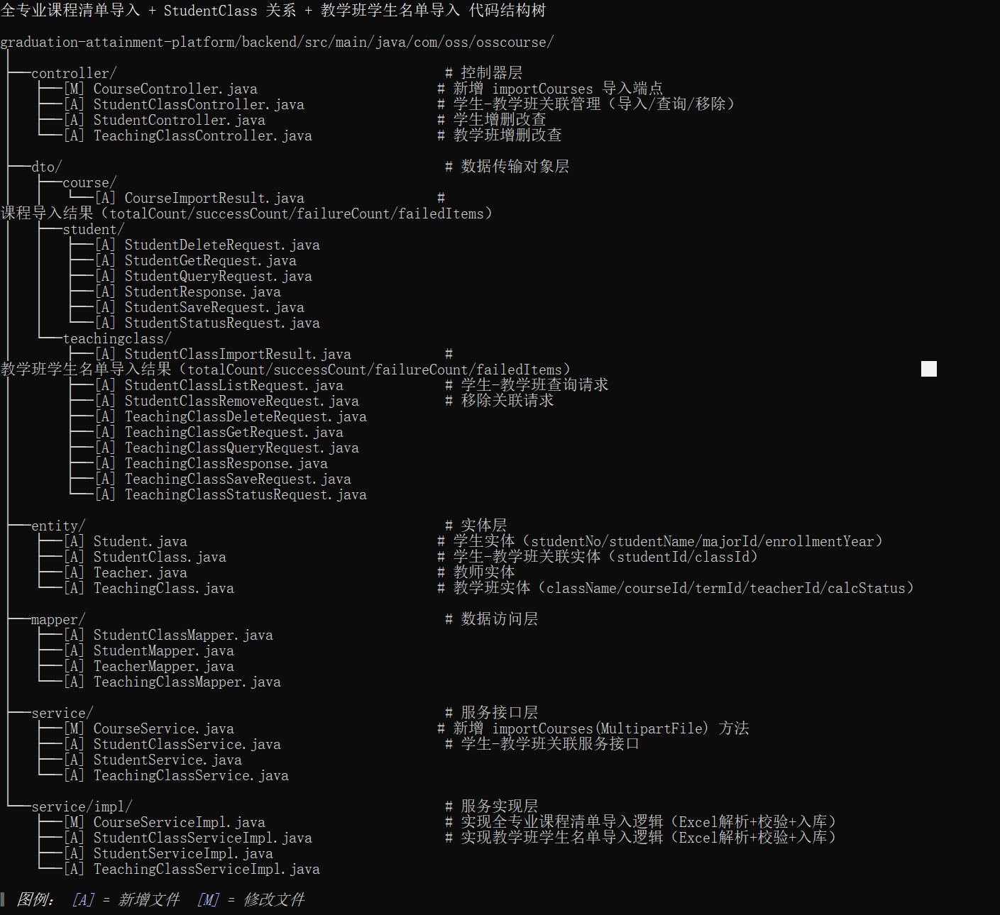 全专业课程清单导入 + StudentClass 关系 + 教学班学生名单导入 代码结构树
graduation-attainment-platform/backend/src/main/java/com/oss/osscourse/
├──controller/ # 控制器层
│ ├──[M] CourseController.java # 新增 importCourses 导入端点
│ ├──[A] StudentClassController.java # 学生-教学班关联管理（导入/查询/移除）
│ ├──[A] StudentController.java # 学生增删改查
│ └──[A] TeachingClassController.java # 教学班增删改查
├──dto/ # 数据传输对象层
│ ├──course/
│ │ └──[A] CourseImportResult.java #
课程导入结果（totalCount/successCount/failureCount/failedItems）
│ ├──student/
│ │ ├──[A] StudentDeleteRequest.java
│ │ ├──[A] StudentGetRequest.java
│ │ ├──[A] StudentQueryRequest.java
│ │ ├──[A] StudentResponse.java
│ │ ├──[A] StudentSaveRequest.java
│ │ └──[A] StudentStatusRequest.java
│ └──teachingclass/
│ ├──[A] StudentClassImportResult.java #
教学班学生名单导入结果（totalCount/successCount/failureCount/failedItems）
│ ├──[A] StudentClassListRequest.java # 学生-教学班查询请求
│ ├──[A] StudentClassRemoveRequest.java # 移除关联请求
│ ├──[A] TeachingClassDeleteRequest.java
│ ├──[A] TeachingClassGetRequest.java
│ ├──[A] TeachingClassQueryRequest.java
│ ├──[A] TeachingClassResponse.java
│ ├──[A] TeachingClassSaveRequest.java
│ └──[A] TeachingClassStatusRequest.java
├──entity/ # 实体层
│ ├──[A] Student.java # 学生实体（studentNo/studentName/majorId/enrollmentYear）
│ ├──[A] StudentClass.java # 学生-教学班关联实体（studentId/classId）
│ ├──[A] Teacher.java # 教师实体
│ └──[A] TeachingClass.java # 教学班实体（className/courseId/termId/teacherId/calcStatus）
├──mapper/ # 数据访问层
│ ├──[A] StudentClassMapper.java
│ ├──[A] StudentMapper.java
│ ├──[A] TeacherMapper.java
│ └──[A] TeachingClassMapper.java
├──service/ # 服务接口层
│ ├──[M] CourseService.java # 新增 importCourses(MultipartFile) 方法
│ ├──[A] StudentClassService.java # 学生-教学班关联服务接口
│ ├──[A] StudentService.java
│ └──[A] TeachingClassService.java
└──service/impl/ # 服务实现层
├──[M] CourseServiceImpl.java # 实现全专业课程清单导入逻辑（Excel解析+校验+入库）
├──[A] StudentClassServiceImpl.java # 实现教学班学生名单导入逻辑（Excel解析+校验+入库）
├──[A] StudentServiceImpl.java
└──[A] TeachingClassServiceImpl.java
图例： [A] = 新增文件 [M] = 修改文件